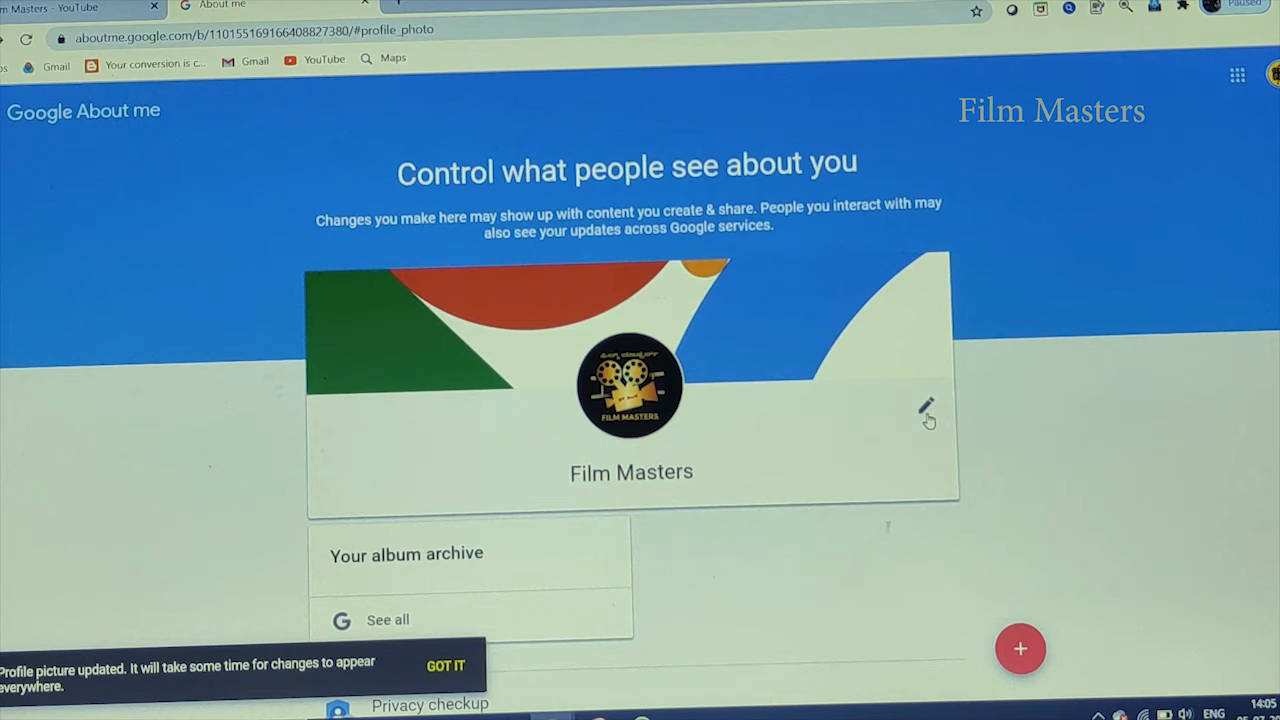 m Masters - YouTube
About me
Paused
aboutme.google.com/b/110155169166408827380/#profile_photo
Gmail
Your conversion is c...
Gmail
YouTube
Maps
Google About me
Film Masters
Control what people see about you
Changes you make here may show up with content you create & share. People you interact with may
also see your updates across Google services.
FILM MASTERS
Film Masters
Your album archive
See all
Profile picture updated. It will take some time for changes to appear
everywhere.
GOT IT
Privacy checkup
ENG
14:05